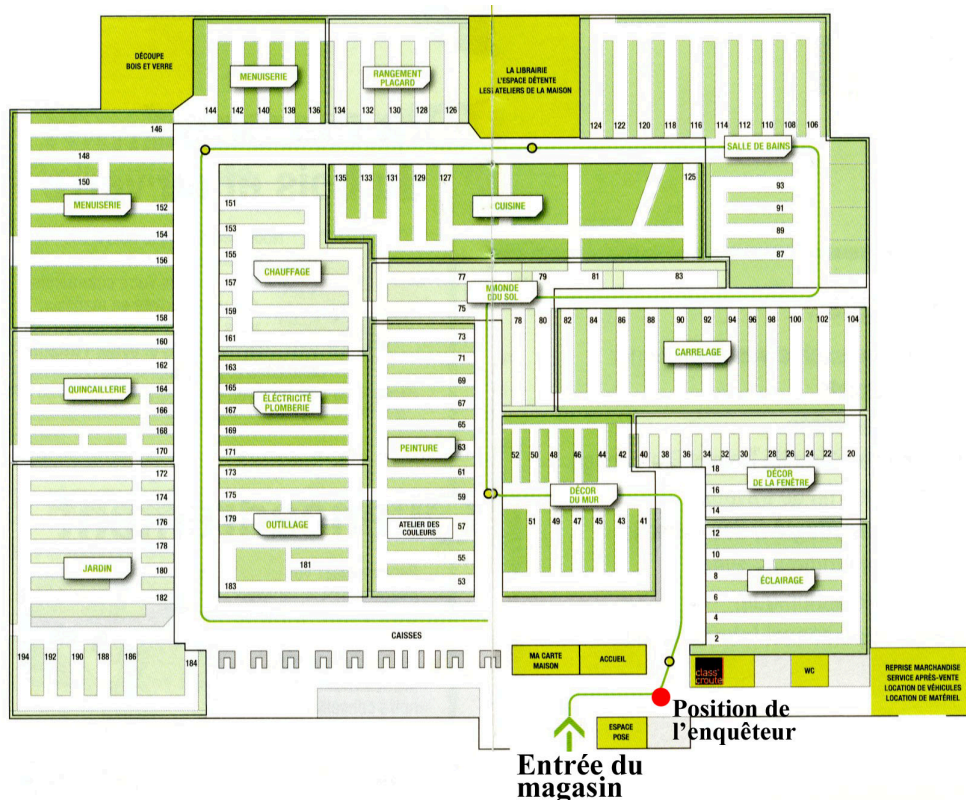 DÉCOUPE
BOIS ET VERRE
MENUISERIE
144 142 140 138 136
RANGEMENT
PLACARO
134 132 130 128 126
LA LIBRAIRIE
L'ESPACE DÉTENTE
LES ATELIERS DE LA MAISON
124 122 120 118 116 114 112 110 108 106
SALLE DE BAINS
93
91
89
87
146
148
150
MENUISERIE
152
154
156
158
135 133 131 129 127
CUISINE
125
151
153
155
CHAUFFAGE
157
159
161
77 79 81 83
MMONDE
DDU SOL
75
78 80
82 84 86 88 90 92 94 96 98 100 102 104
CARRELAGE
160
162
QUINCAILLERIE
164
166
168
170
163
165
ÉLÉCTRICITÉ
PLOMBERIE
167
169
171
73
71
69
67
65
PEINTURE
63
61
59
ATELIER DES
COULEURS
57
55
53
52 50 48 46 44 42
DÉCOR
DU MUR
51 49 47 45 43 41
40 38 36 34 32 30 28 26 24 22 20
18
DÉCOR
DE LA FENÊTRE
16
14
172
174
176
178
JARDIN
180
182
173
175
179
OUTILLAGE
181
183
12
10
8
ÉCLAIRAGE
6
4
2
194 192 190 188 186 184
CAISSES
MA CARTE
MAISON
ACCUEIL
class'
croute
WC
REPRISE MARCHANDISE
SERVICE APRÈS-VENTE
LOCATION DE VÉHICULES
LOCATION DE MATÉRIEL
Position de
l'enquêteur
ESPACE
POSE
Entrée du
magasin